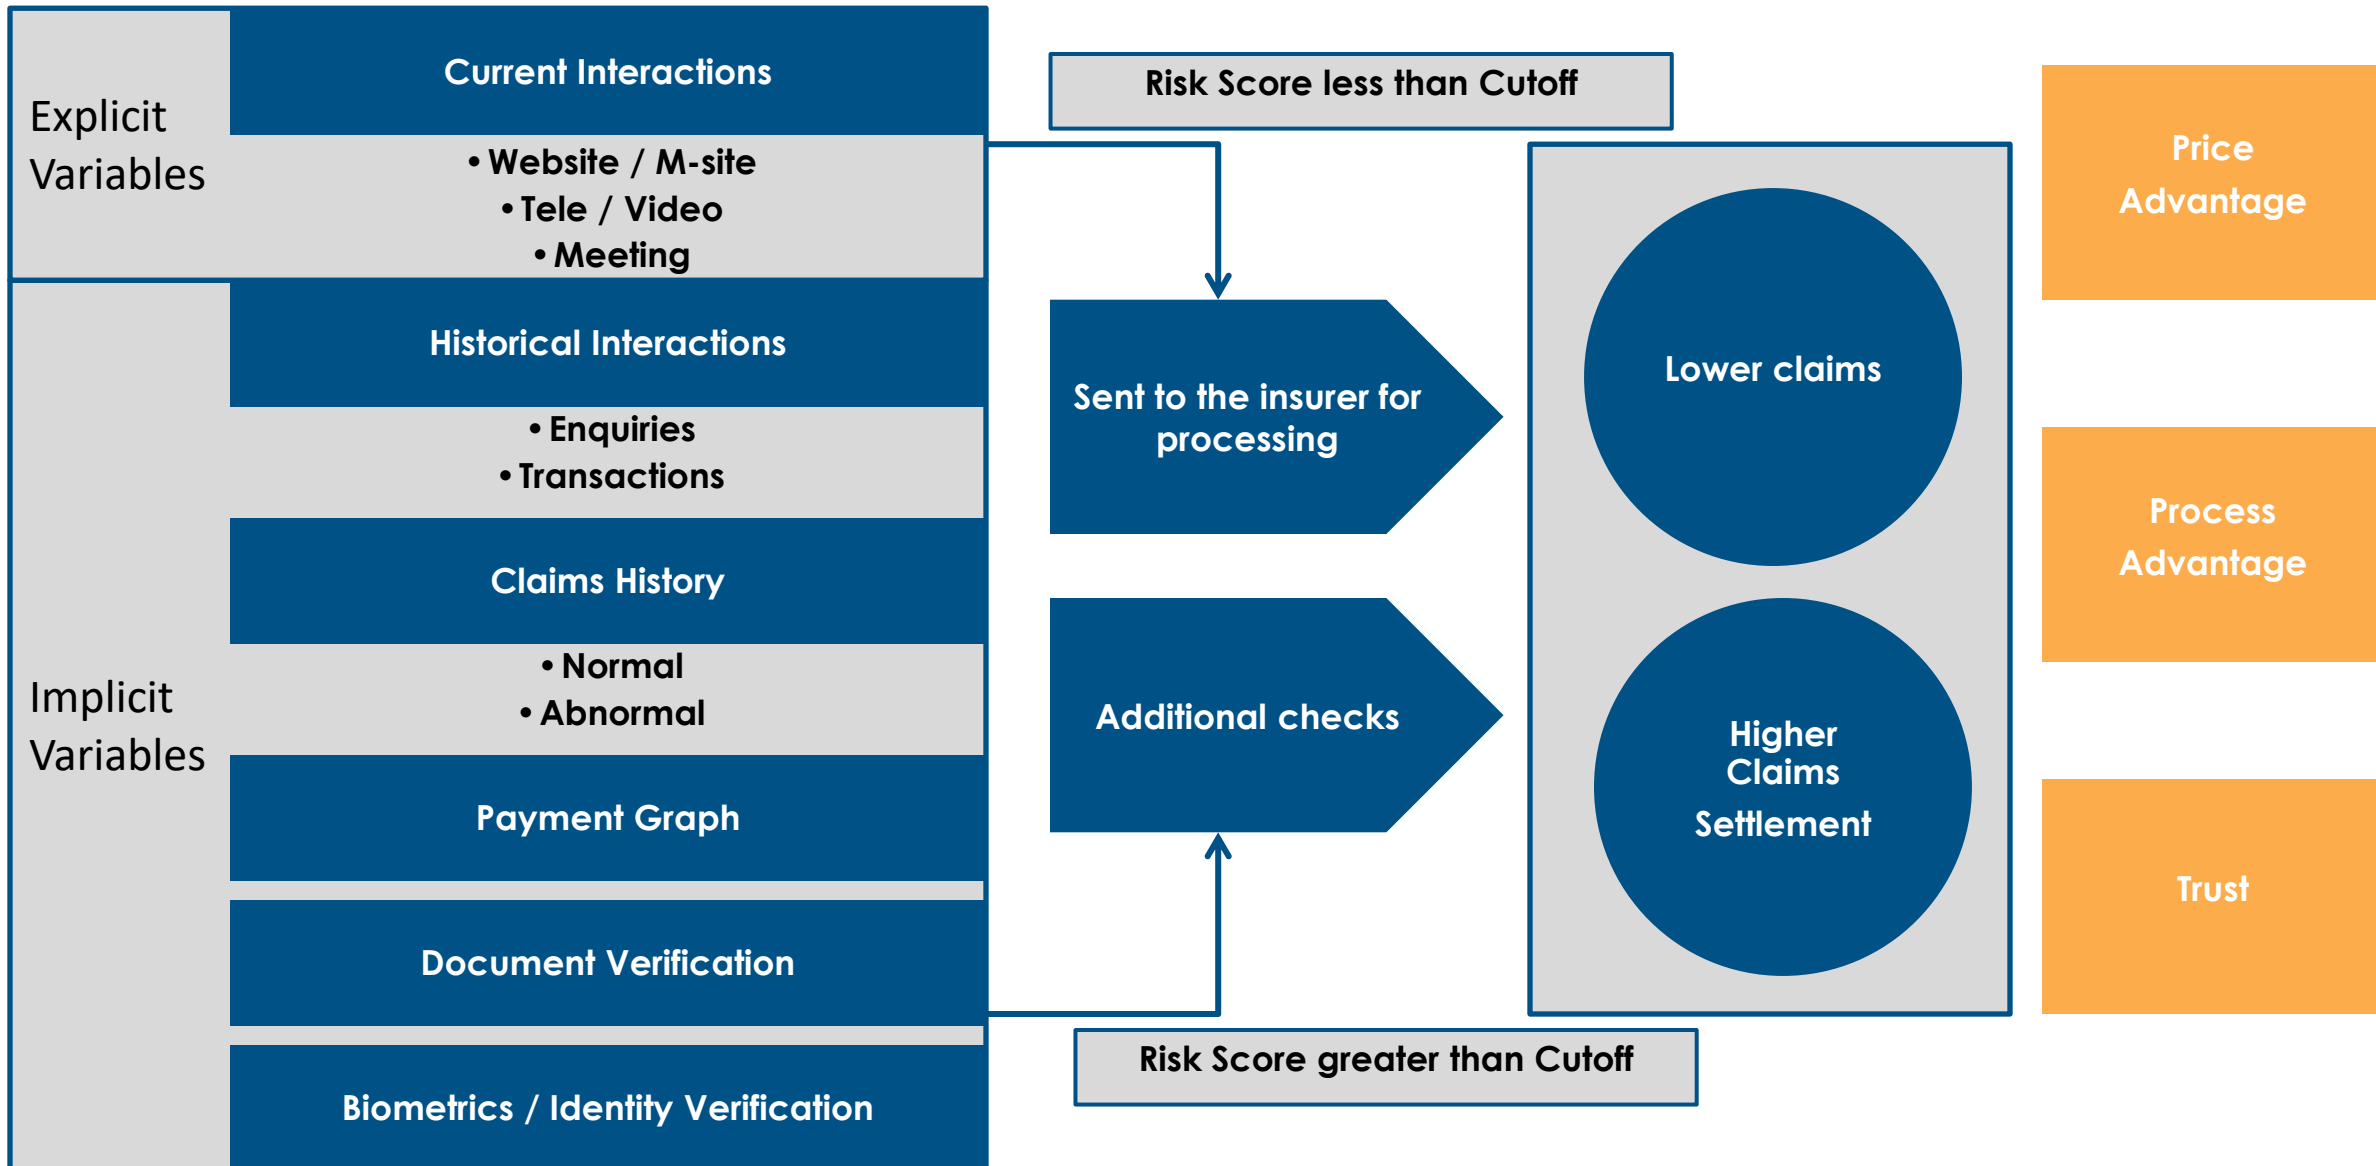 Explicit
Variables
Current Interactions
• Website / M-site
• Tele / Video
• Meeting
Implicit
Variables
Historical Interactions
• Enquiries
• Transactions
Claims History
• Normal
• Abnormal
Payment Graph
Document Verification
Biometrics / Identity Verification
Risk Score less than Cutoff
Sent to the insurer for
processing
Additional checks
Risk Score greater than Cutoff
Lower claims
Higher
Claims
Settlement
Price
Advantage
Process
Advantage
Trust